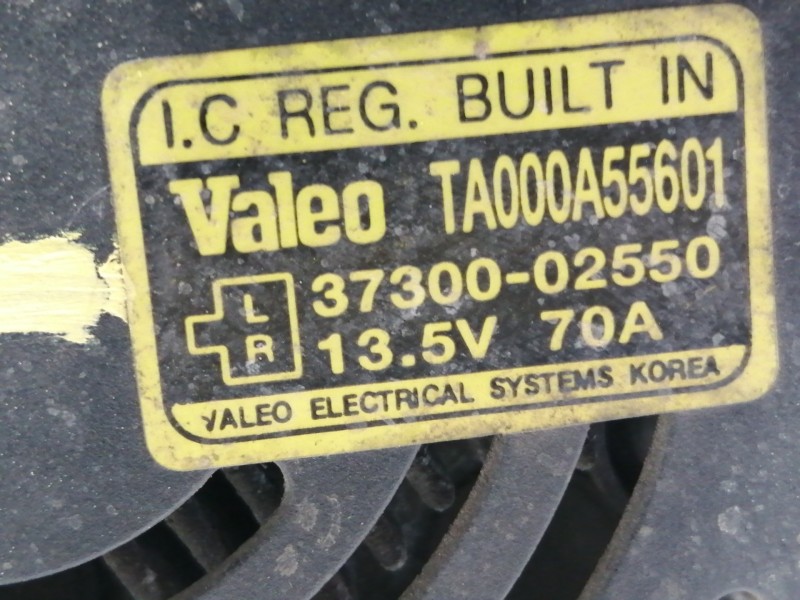 I.C REG. BUILT IN
Valeo TA000A55601
L 37300-02550
R 13.5V 70A
VALEO ELECTRICAL SYSTEMS KOREA